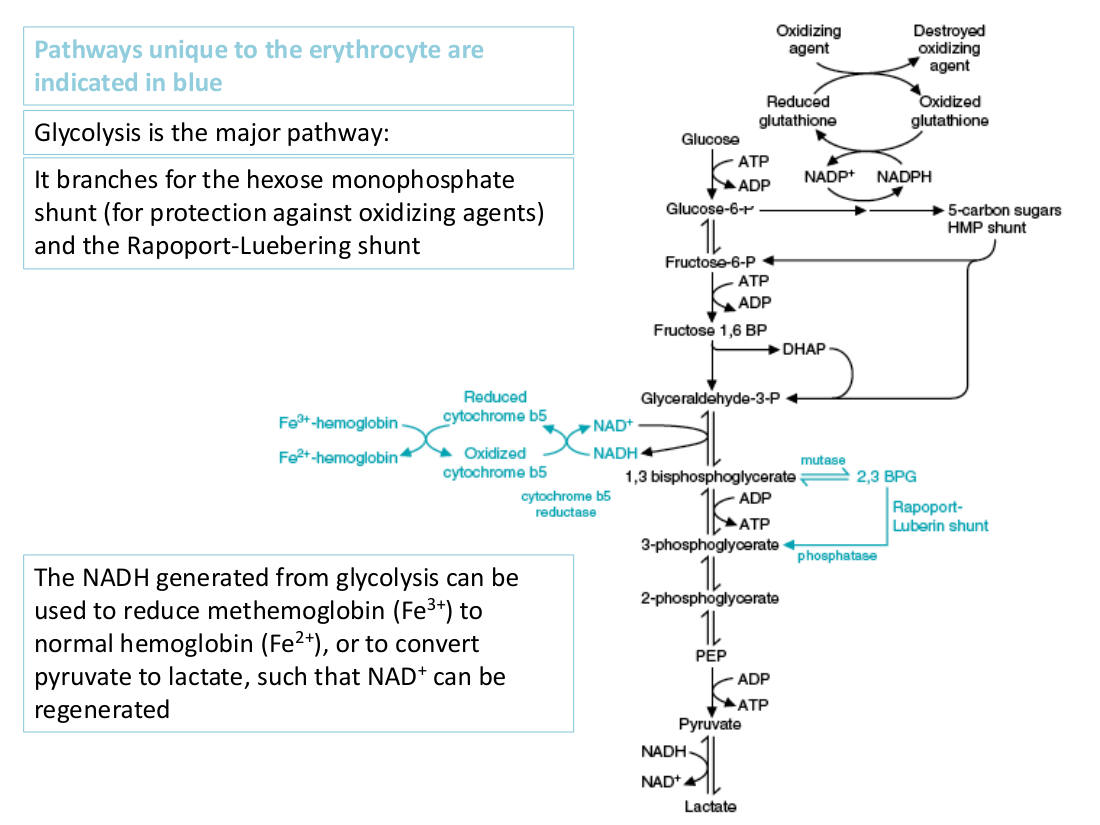 Pathways unique to the erythrocyte are
indicated in blue
Glycolysis is the major pathway:
It branches for the hexose monophosphate
shunt (for protection against oxidizing agents)
and the Rapoport-Luebering shunt
The NADH generated from glycolysis can be
used to reduce methemoglobin (Fe³⁺) to
normal hemoglobin (Fe²⁺), or to convert
pyruvate to lactate, such that NAD⁺ can be
regenerated
Oxidizing
agent
Destroyed
oxidizing
agent
Reduced
glutathione
Oxidized
glutathione
NADP⁺
NADPH
Glucose
ATP
ADP
Glucose-6-
5-carbon sugars
HMP shunt
Fructose-6-P
ATP
ADP
Fructose 1,6 BP
DHAP
Glyceraldehyde-3-P
Fe³⁺-hemoglobin
Fe²⁺-hemoglobin
Reduced
cytochrome b5
Oxidized
cytochrome b5
NAD⁺
NADH
cytochrome b5
reductase
1,3 bisphosphoglycerate
mutase
2,3 BPG
Rapoport-
Luberin shunt
phosphatase
ADP
ATP
3-phosphoglycerate
2-phosphoglycerate
PEP
ADP
ATP
Pyruvate
NADH
NAD⁺
Lactate